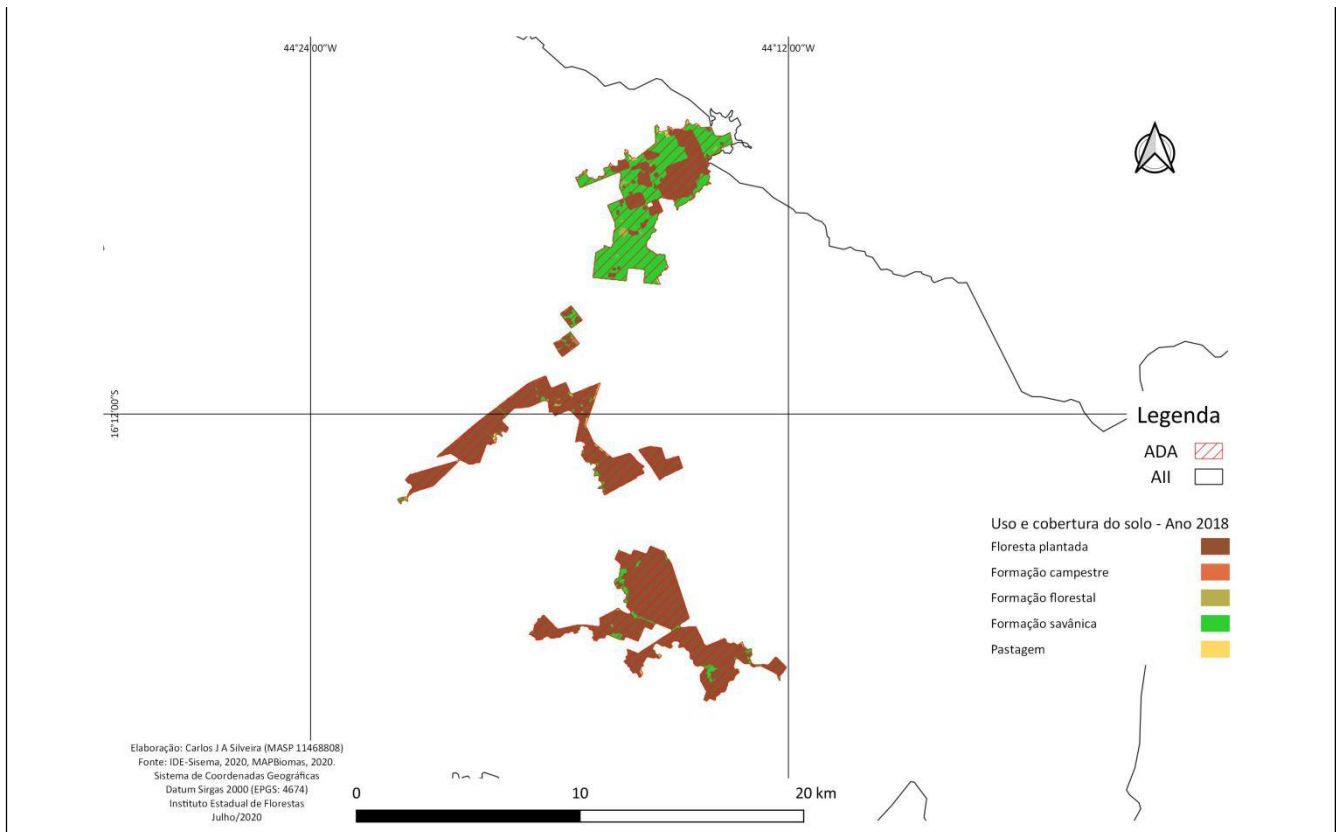 44°24'00"W
44°12'00"W
16°12'00"S
Legenda
ADA
AII
Uso e cobertura do solo - Ano 2018
Floresta plantada
Formação campestre
Formação florestal
Formação savânica
Pastagem
Elaboração: Carlos J A Silveira (MASP 11468808)
Fonte: IDE-Sisema, 2020, MAPBiomas, 2020.
Sistema de Coordenadas Geográficas
Datum Sirgas 2000 (EPGS: 4674)
Instituto Estadual de Florestas
Julho/2020
0
10
20 km